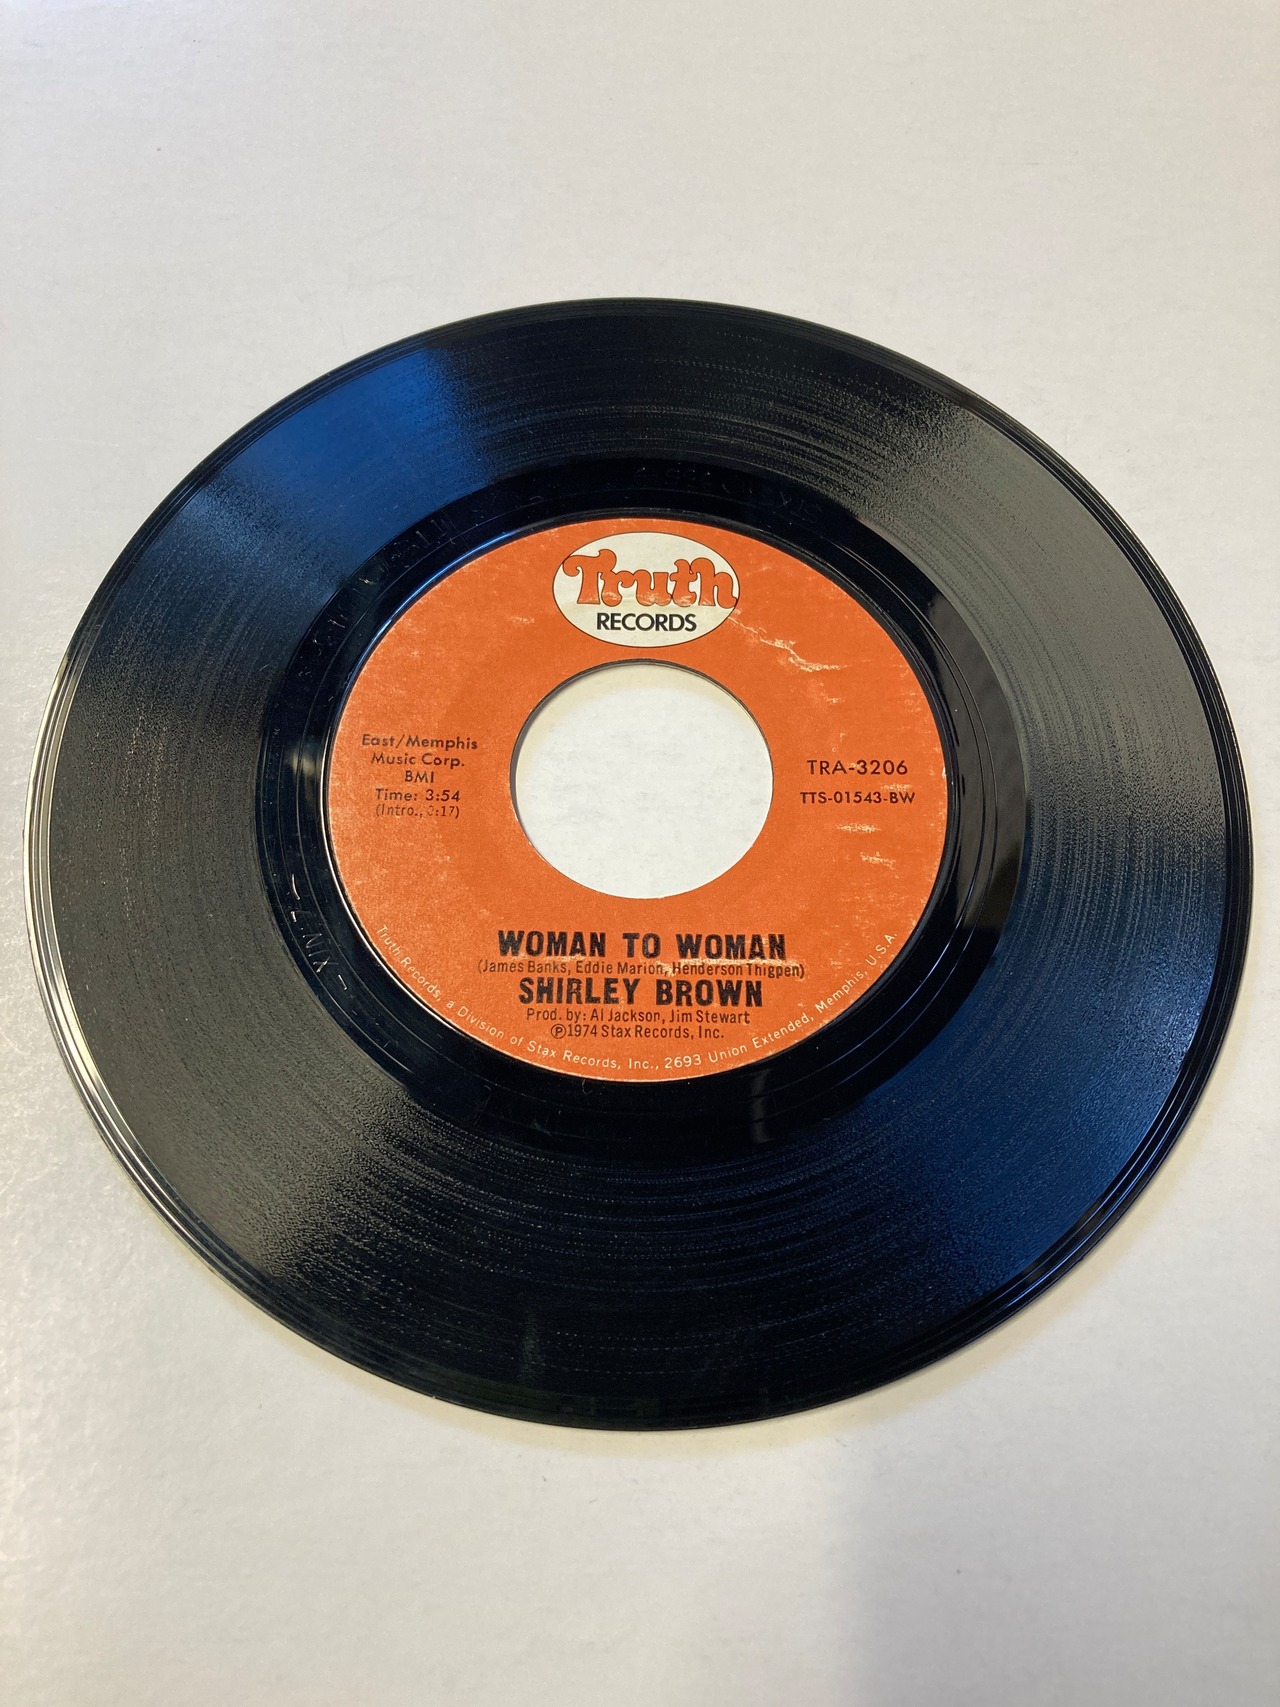 Truth
RECORDS
East/Memphis
Music Corp.
BMI
Time: 3:54
(Intro., :17)
TRA-3206
TTS-01543-BW
WOMAN TO WOMAN
(James Banks, Eddie Marion, Henderson Thigpen)
SHIRLEY BROWN
Prod. by: Al Jackson, Jim Stewart
℗1974 Stax Records, Inc.
Truth Records, a Division of Stax Records, Inc., 2693 Union Extended, Memphis, U.S.A.